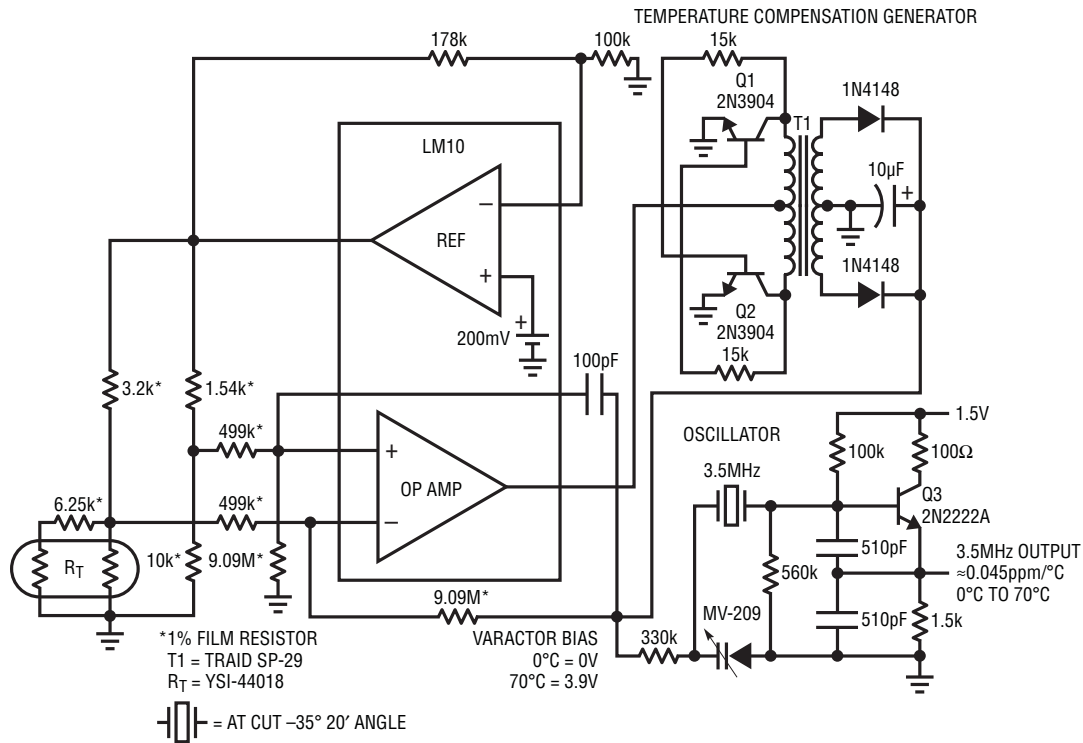 TEMPERATURE COMPENSATION GENERATOR
178k
100k
15k
Q1
2N3904
1N4148
T1
LM10
10µF
+
−
REF
+
1N4148
Q2
2N3904
15k
+
200mV
100pF
3.2k*
1.54k*
499k*
+
OP AMP
−
6.25k*
499k*
RT
10k*
9.09M*
9.09M*
OSCILLATOR
1.5V
100k
100Ω
3.5MHz
Q3
2N2222A
510pF
3.5MHz OUTPUT
≈0.045ppm/°C
0°C TO 70°C
560k
510pF
1.5k
MV-209
330k
VARACTOR BIAS
0°C = 0V
70°C = 3.9V
*1% FILM RESISTOR
T1 = TRAID SP-29
RT = YSI-44018
= AT CUT –35° 20′ ANGLE